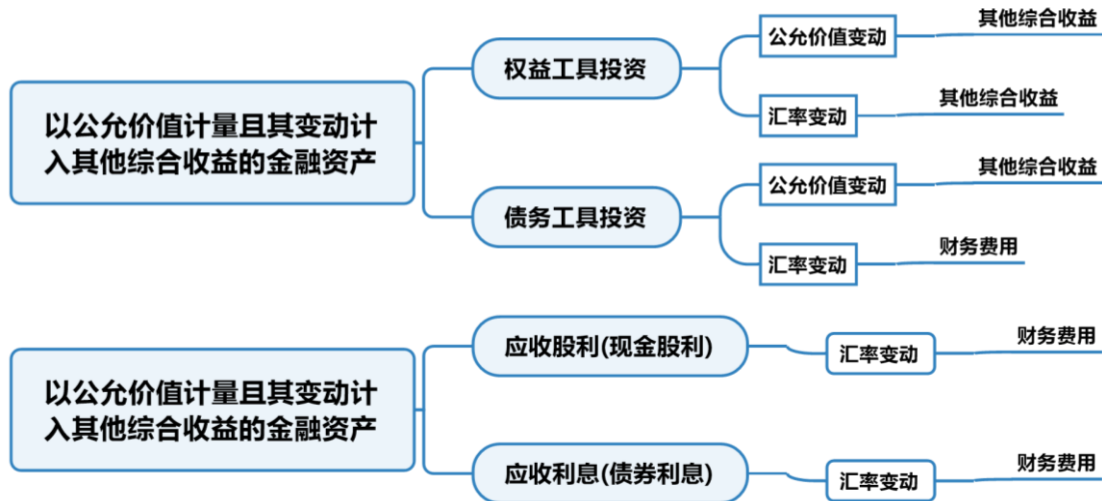 以公允价值计量且其变动计
入其他综合收益的金融资产
权益工具投资
公允价值变动
其他综合收益
汇率变动
其他综合收益
债务工具投资
公允价值变动
其他综合收益
汇率变动
财务费用
以公允价值计量且其变动计
入其他综合收益的金融资产
应收股利(现金股利)
汇率变动
财务费用
应收利息(债券利息)
汇率变动
财务费用